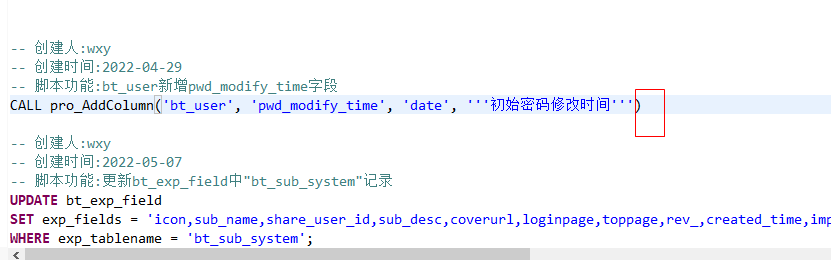 -- 创建人:wxy
-- 创建时间:2022-04-29
-- 脚本功能:bt_user新增pwd_modify_time字段
CALL pro_AddColumn('bt_user', 'pwd_modify_time', 'date', '''初始密码修改时间''')
-- 创建人:wxy
-- 创建时间:2022-05-07
-- 脚本功能:更新bt_exp_field中"bt_sub_system"记录
UPDATE bt_exp_field
SET exp_fields = 'icon,sub_name,share_user_id,sub_desc,coverurl,loginpage,toppage,rev_,created_time,imp
WHERE exp_tablename = 'bt_sub_system';